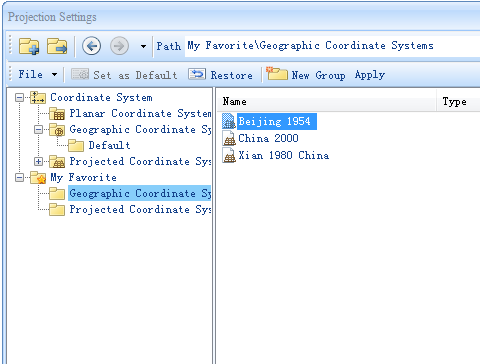 Projection Settings
Path My Favorite\Geographic Coordinate Systems
File Set as Default Restore New Group Apply
Coordinate System
Planar Coordinate System
Geographic Coordinate Sy
Default
Projected Coordinate Sys
My Favorite
Geographic Coordinate Sy
Projected Coordinate Sys
Name Type
Beijing 1954
China 2000
Xian 1980 China